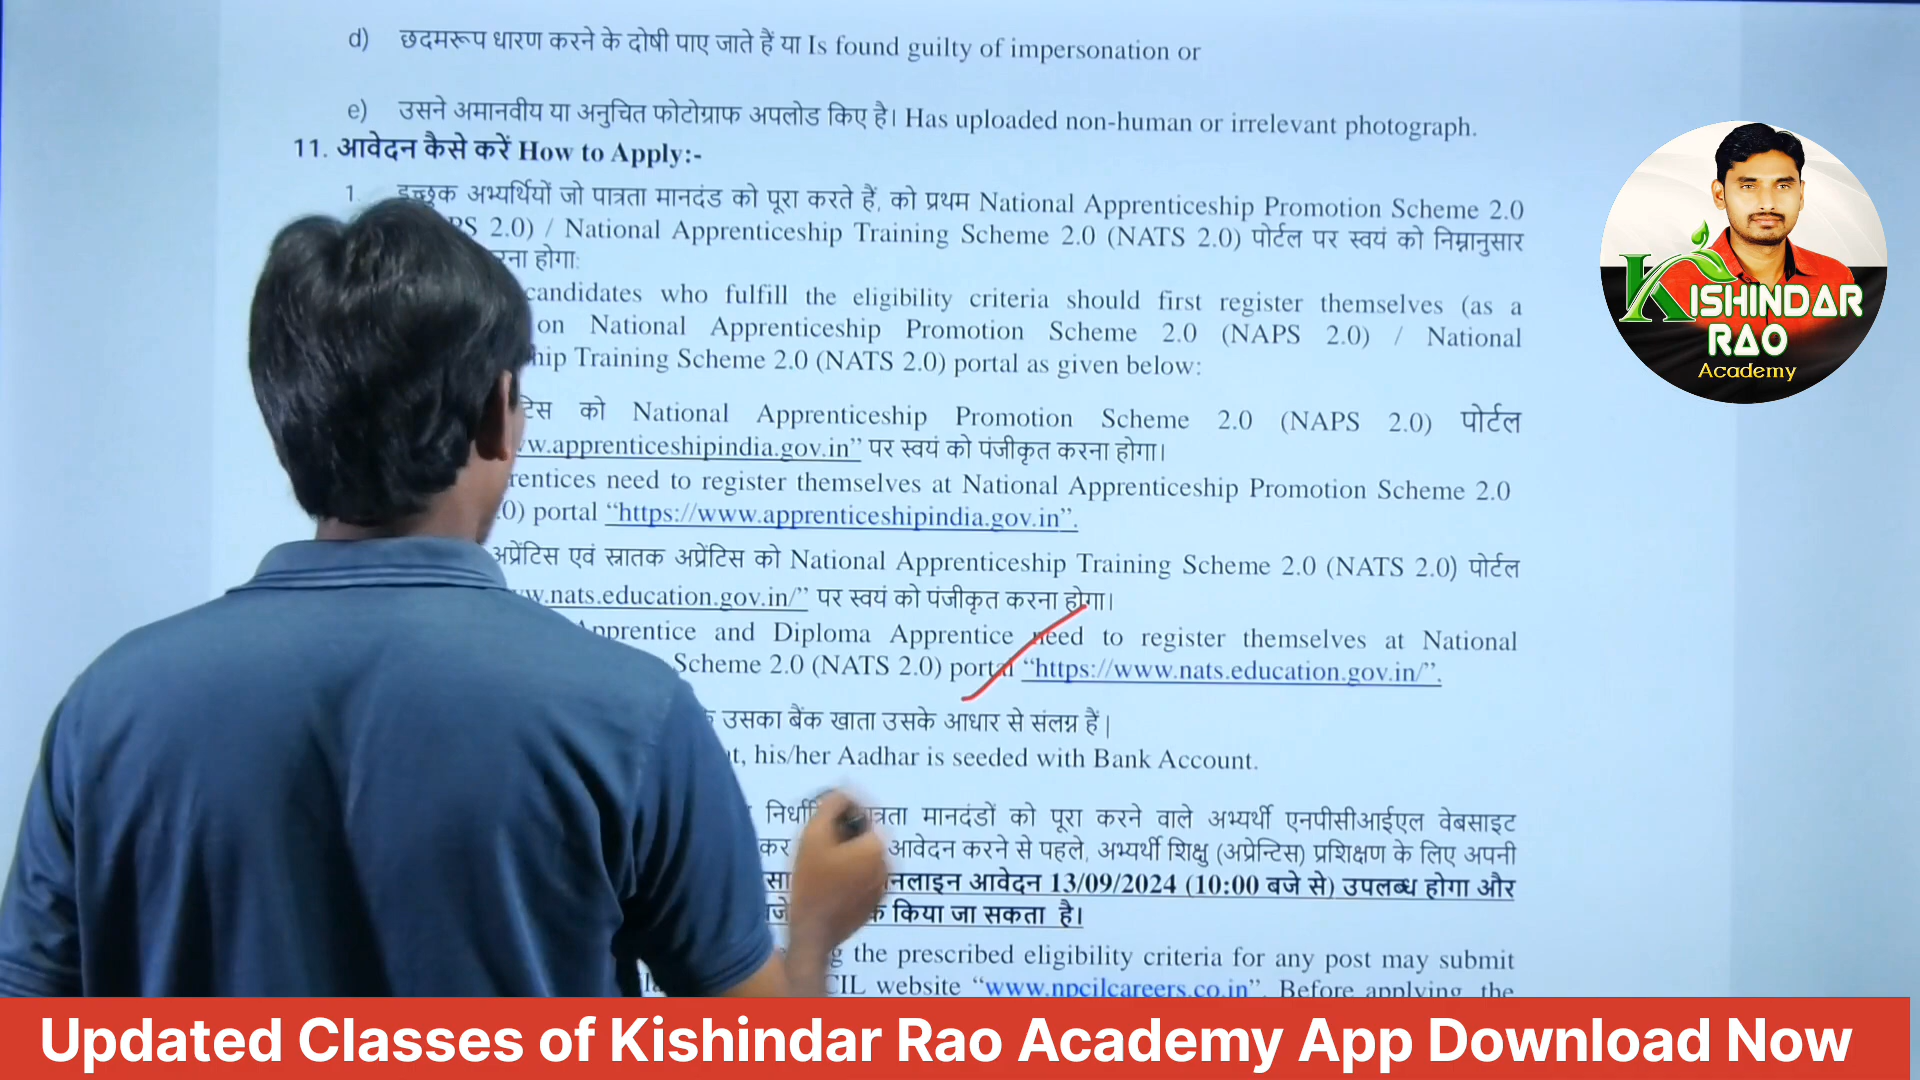 d) छदमरूप धारण करने के दोषी पाए जाते हैं या Is found guilty of impersonation or
e) उसने अमानवीय या अनुचित फोटोग्राफ अपलोड किए है। Has uploaded non-human or irrelevant photograph.
11. आवेदन कैसे करें How to Apply:-
1. इच्छुक अभ्यर्थियों जो पात्रता मानदंड को पूरा करते हैं, को प्रथम National Apprenticeship Promotion Scheme 2.0
2.0) / National Apprenticeship Training Scheme 2.0 (NATS 2.0) पोर्टल पर स्वयं को निम्नानुसार
होगा:
candidates who fulfill the eligibility criteria should first register themselves (as a
on National Apprenticeship Promotion Scheme 2.0 (NAPS 2.0) / National
Training Scheme 2.0 (NATS 2.0) portal as given below:
को National Apprenticeship Promotion Scheme 2.0 (NAPS 2.0) पोर्टल
w.apprenticeshipindia.gov.in” पर स्वयं को पंजीकृत करना होगा।
rentices need to register themselves at National Apprenticeship Promotion Scheme 2.0
.0) portal “https://www.apprenticeshipindia.gov.in”.
अप्रेंटिस एवं स्नातक अप्रेंटिस को National Apprenticeship Training Scheme 2.0 (NATS 2.0) पोर्टल
w.nats.education.gov.in/” पर स्वयं को पंजीकृत करना होगा।
Apprentice and Diploma Apprentice need to register themselves at National
Scheme 2.0 (NATS 2.0) portal “https://www.nats.education.gov.in/”.
उसका बैंक खाता उसके आधार से संलग्न हैं|
his/her Aadhar is seeded with Bank Account.
मानदंडों को पूरा करने वाले अभ्यर्थी एनपीसीआईएल वेबसाइट
कर आवेदन करने से पहले, अभ्यर्थी शिक्षु (अप्रेन्टिस) प्रशिक्षण के लिए अपनी
आवेदन 13/09/2024 (10:00 बजे से) उपलब्ध होगा और
किया जा सकता है।
the prescribed eligibility criteria for any post may submit
CIL website “www.npcilcareers.co.in”. Before applying, the
KISHINDAR
RAO
Academy
Updated Classes of Kishindar Rao Academy App Download Now